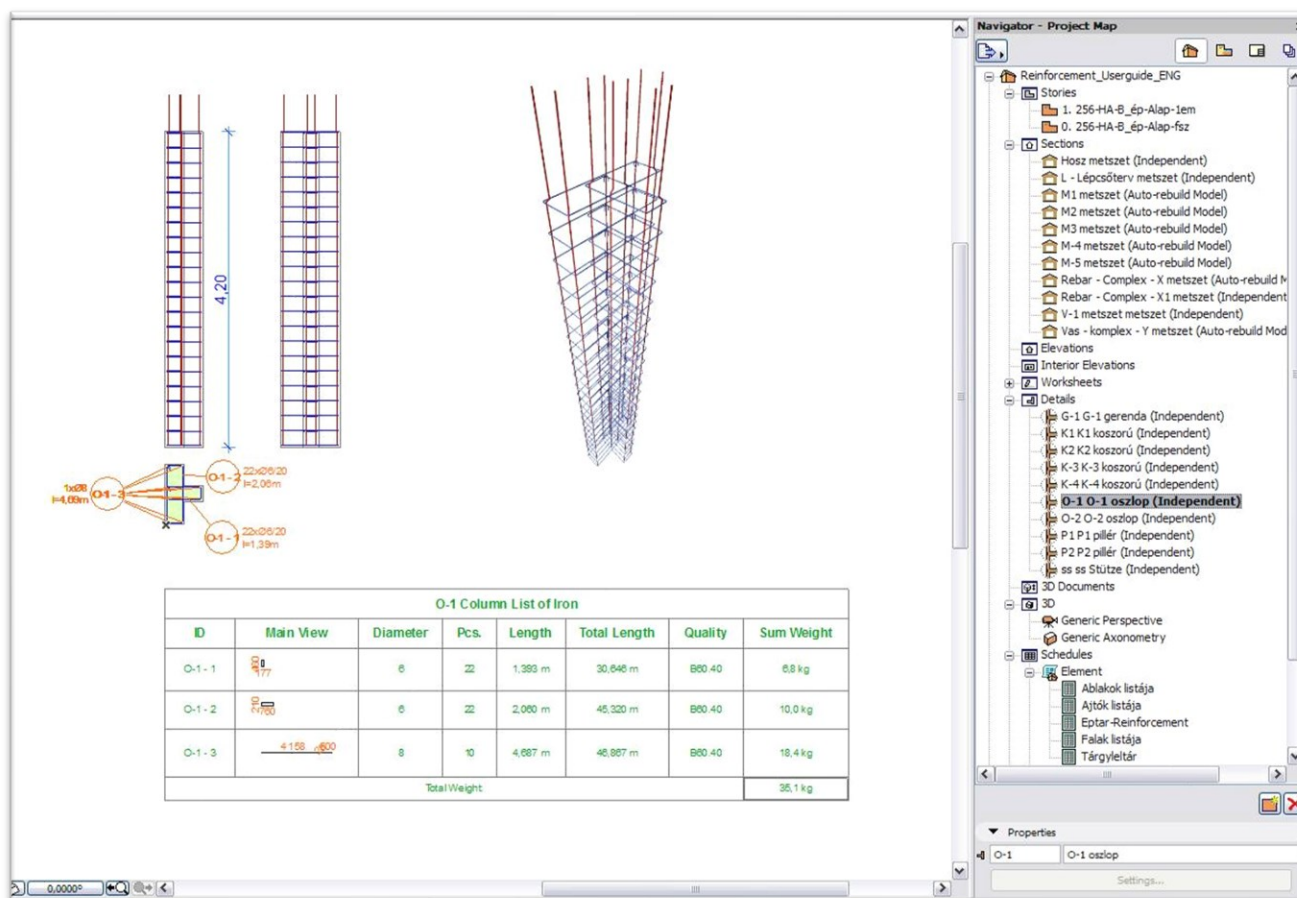 4,20
O-1 - 2
22xØ6/20
l=2,06m
1xØ8
l=4,69m
O-1 - 3
O-1 - 1
22xØ6/20
l=1,39m
O-1 Column List of Iron
ID Main View Diameter Pcs. Length Total Length Quality Sum Weight
O-1 - 1 177 6 22 1,393 m 30,646 m B60.40 6,8 kg
O-1 - 2 210 760 6 22 2,060 m 45,320 m B60.40 10,0 kg
O-1 - 3 4 158 600 8 10 4,687 m 46,867 m B60.40 18,4 kg
Total Weight 35,1 kg
0,0000°
Navigator - Project Map
Reinforcement_Userguide_ENG
Stories
1. 256-HA-B_ép-Alap-1em
0. 256-HA-B_ép-Alap-fsz
Sections
Hosz metszet (Independent)
L - Lépcsőterv metszet (Independent)
M1 metszet (Auto-rebuild Model)
M2 metszet (Auto-rebuild Model)
M3 metszet (Auto-rebuild Model)
M-4 metszet (Auto-rebuild Model)
M-5 metszet (Auto-rebuild Model)
Rebar - Complex - X metszet (Auto-rebuild M
Rebar - Complex - X1 metszet (Independent
V-1 metszet metszet (Independent)
Vas - komplex - Y metszet (Auto-rebuild Mod
Elevations
Interior Elevations
Worksheets
Details
G-1 G-1 gerenda (Independent)
K1 K1 koszorú (Independent)
K2 K2 koszorú (Independent)
K-3 K-3 koszorú (Independent)
K-4 K-4 koszorú (Independent)
O-1 O-1 oszlop (Independent)
O-2 O-2 oszlop (Independent)
P1 P1 pillér (Independent)
P2 P2 pillér (Independent)
ss ss Stütze (Independent)
3D Documents
3D
Generic Perspective
Generic Axonometry
Schedules
Element
Ablakok listája
Ajtók listája
Eptar-Reinforcement
Falak listája
Tárgyleltár
Properties
O-1 O-1 oszlop
Settings...